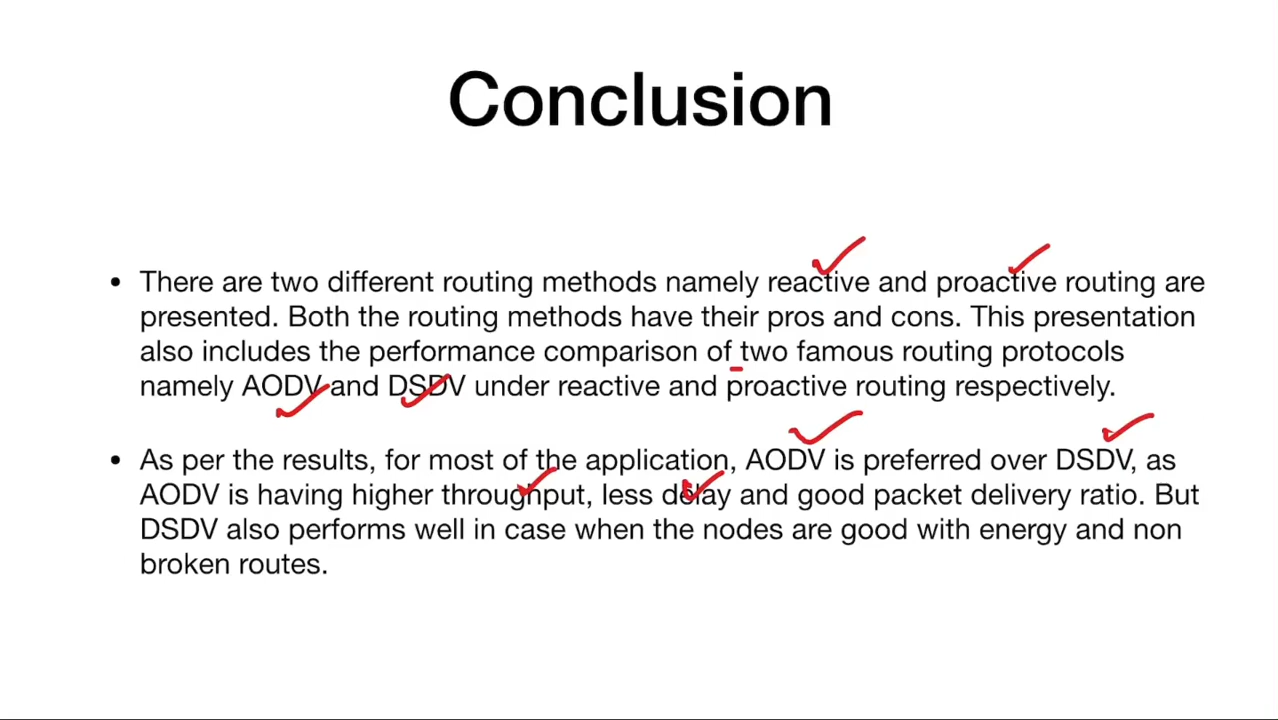 Conclusion
• There are two different routing methods namely reactive and proactive routing are
presented. Both the routing methods have their pros and cons. This presentation
also includes the performance comparison of two famous routing protocols
namely AODV and DSDV under reactive and proactive routing respectively.
• As per the results, for most of the application, AODV is preferred over DSDV, as
AODV is having higher throughput, less delay and good packet delivery ratio. But
DSDV also performs well in case when the nodes are good with energy and non
broken routes.